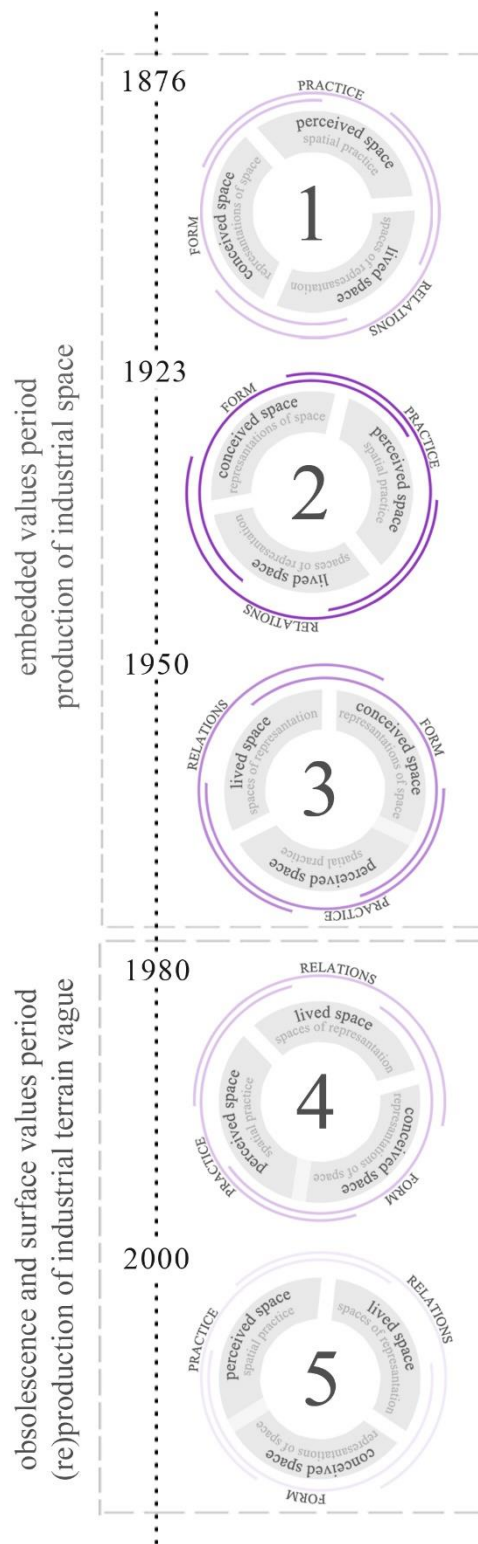 embedded values period
production of industrial space
1876
PRACTICE
perceived space
spatial practice
FORM
conceived space
represantations of space
1
spaces of represantation
lived space
RELATIONS
1923
FORM
conceived space
represantations of space
PRACTICE
perceived space
spatial practice
2
spaces of represantation
lived space
RELATIONS
1950
RELATIONS
lived space
spaces of represantation
FORM
conceived space
represantations of space
3
spatial practice
perceived space
PRACTICE
obsolescence and surface values period
(re)production of industrial terrain vague
1980
RELATIONS
lived space
spaces of represantation
PRACTICE
perceived space
spatial practice
4
represantations of space
conceived space
FORM
2000
PRACTICE
perceived space
spatial practice
RELATIONS
lived space
spaces of represantation
5
represantations of space
conceived space
FORM